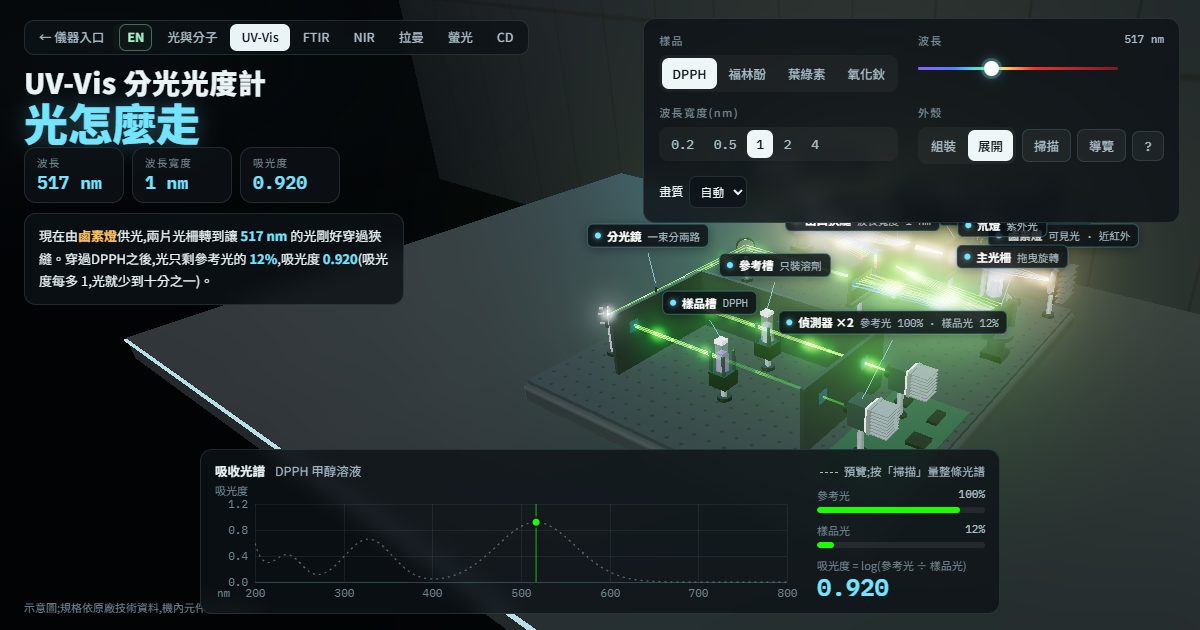 ← 儀器入口 EN 光與分子 UV-Vis FTIR NIR 拉曼 螢光 CD
UV-Vis 分光光度計
光怎麼走
波長 517 nm
波長寬度 1 nm
吸光度 0.920
現在由鹵素燈供光,兩片光柵轉到讓 517 nm 的光剛好穿過狹
縫。穿過DPPH之後,光只剩參考光的 12%,吸光度 0.920(吸光
度每多 1,光就少到十分之一)。
樣品
DPPH 福林酚 葉綠素 氧化鈥
波長 517 nm
波長寬度(nm)
0.2 0.5 1 2 4
外殼
組裝 展開 掃描 導覽 ?
畫質 自動
分光鏡 一束分兩路
氘燈 紫外光
可見光 · 近紅外
參考槽 只裝溶劑
主光柵 拖曳旋轉
樣品槽 DPPH
偵測器 ×2 參考光 100% · 樣品光 12%
吸收光譜 DPPH 甲醇溶液
吸光度
1.2
0.8
0.4
0.0
nm 200 300 400 500 600 700 800
預覽;按「掃描」量整條光譜
參考光 100%
樣品光 12%
吸光度 = log(參考光 ÷ 樣品光)
0.920
示意圖;規格依原廠技術資料,機內元件